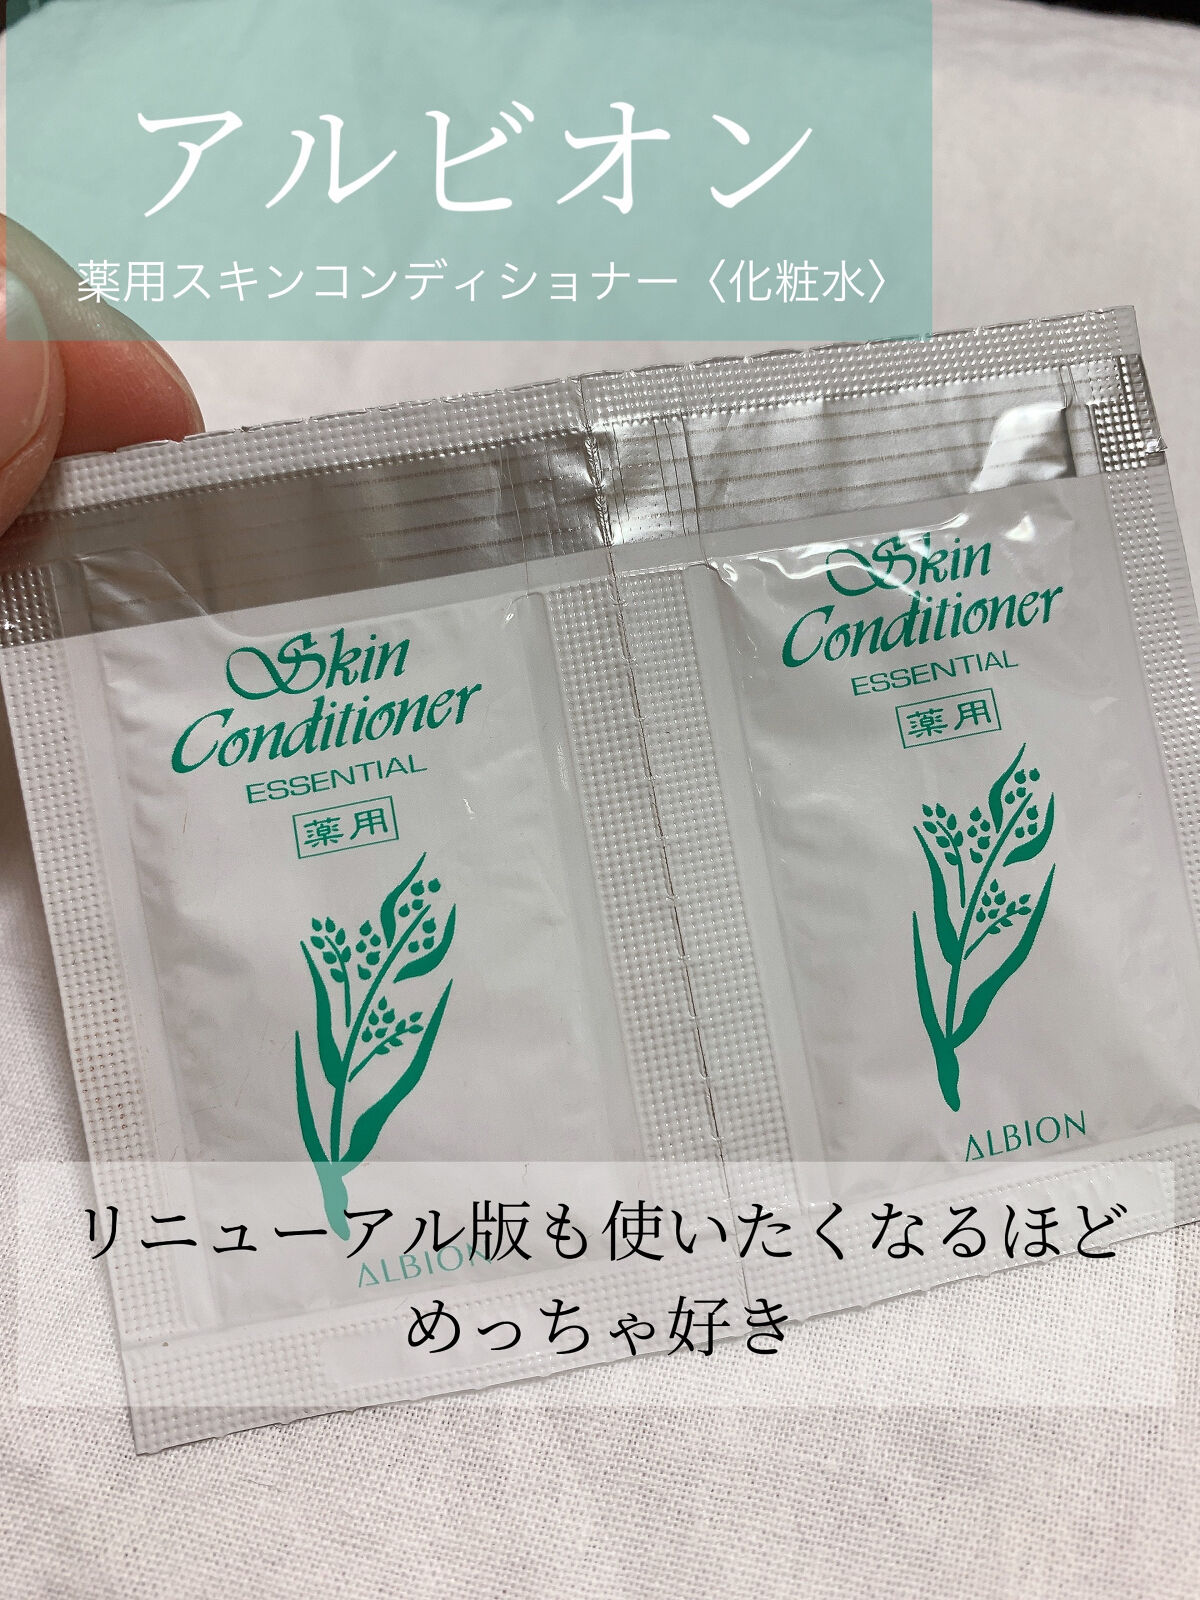 アルビオン
薬用スキンコンディショナー〈化粧水〉
Skin
Conditioner
ESSENTIAL
薬用
ALBION
Skin
Conditioner
ESSENTIAL
薬用
ALBION
リニューアル版も使いたくなるほど
めっちゃ好き